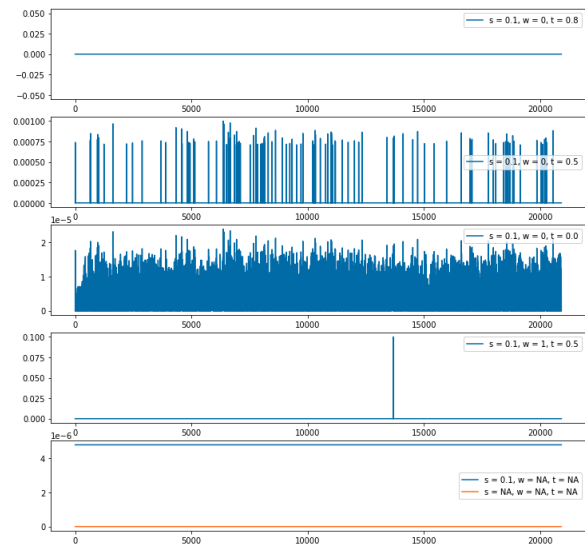 0.050
0.025
0.000
−0.025
−0.050
s = 0.1, w = 0, t = 0.8
0 5000 10000 15000 20000
0.00100
0.00075
0.00050
0.00025
0.00000
s = 0.1, w = 0, t = 0.5
0 5000 10000 15000 20000
1e−5
2
1
0
s = 0.1, w = 0, t = 0.0
0 5000 10000 15000 20000
0.100
0.075
0.050
0.025
0.000
s = 0.1, w = 1, t = 0.5
0 5000 10000 15000 20000
1e−6
4
2
0
s = 0.1, w = NA, t = NA
s = NA, w = NA, t = NA
0 5000 10000 15000 20000